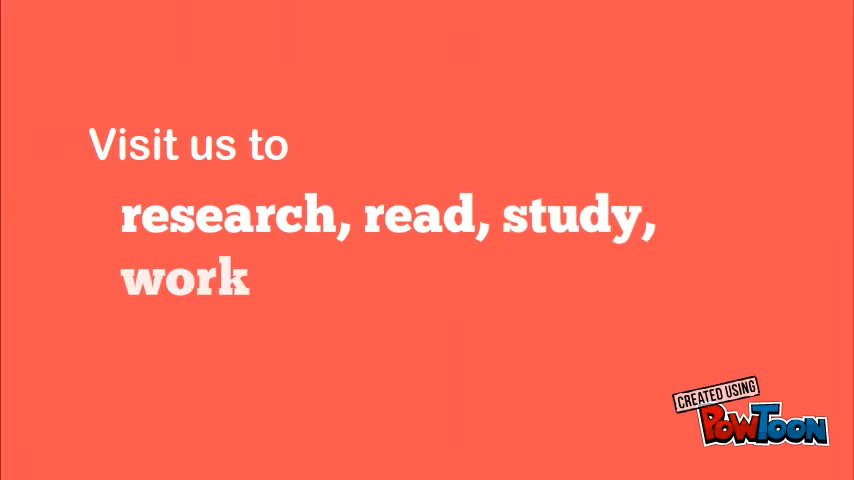 Visit us to
research, read, study,
work
CREATED USING
PowToon